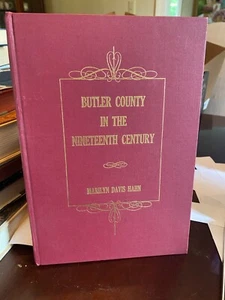 BUTLER COUNTY
IN THE
NINETEENTH CENTURY
MARILYN DAVIS HAHN